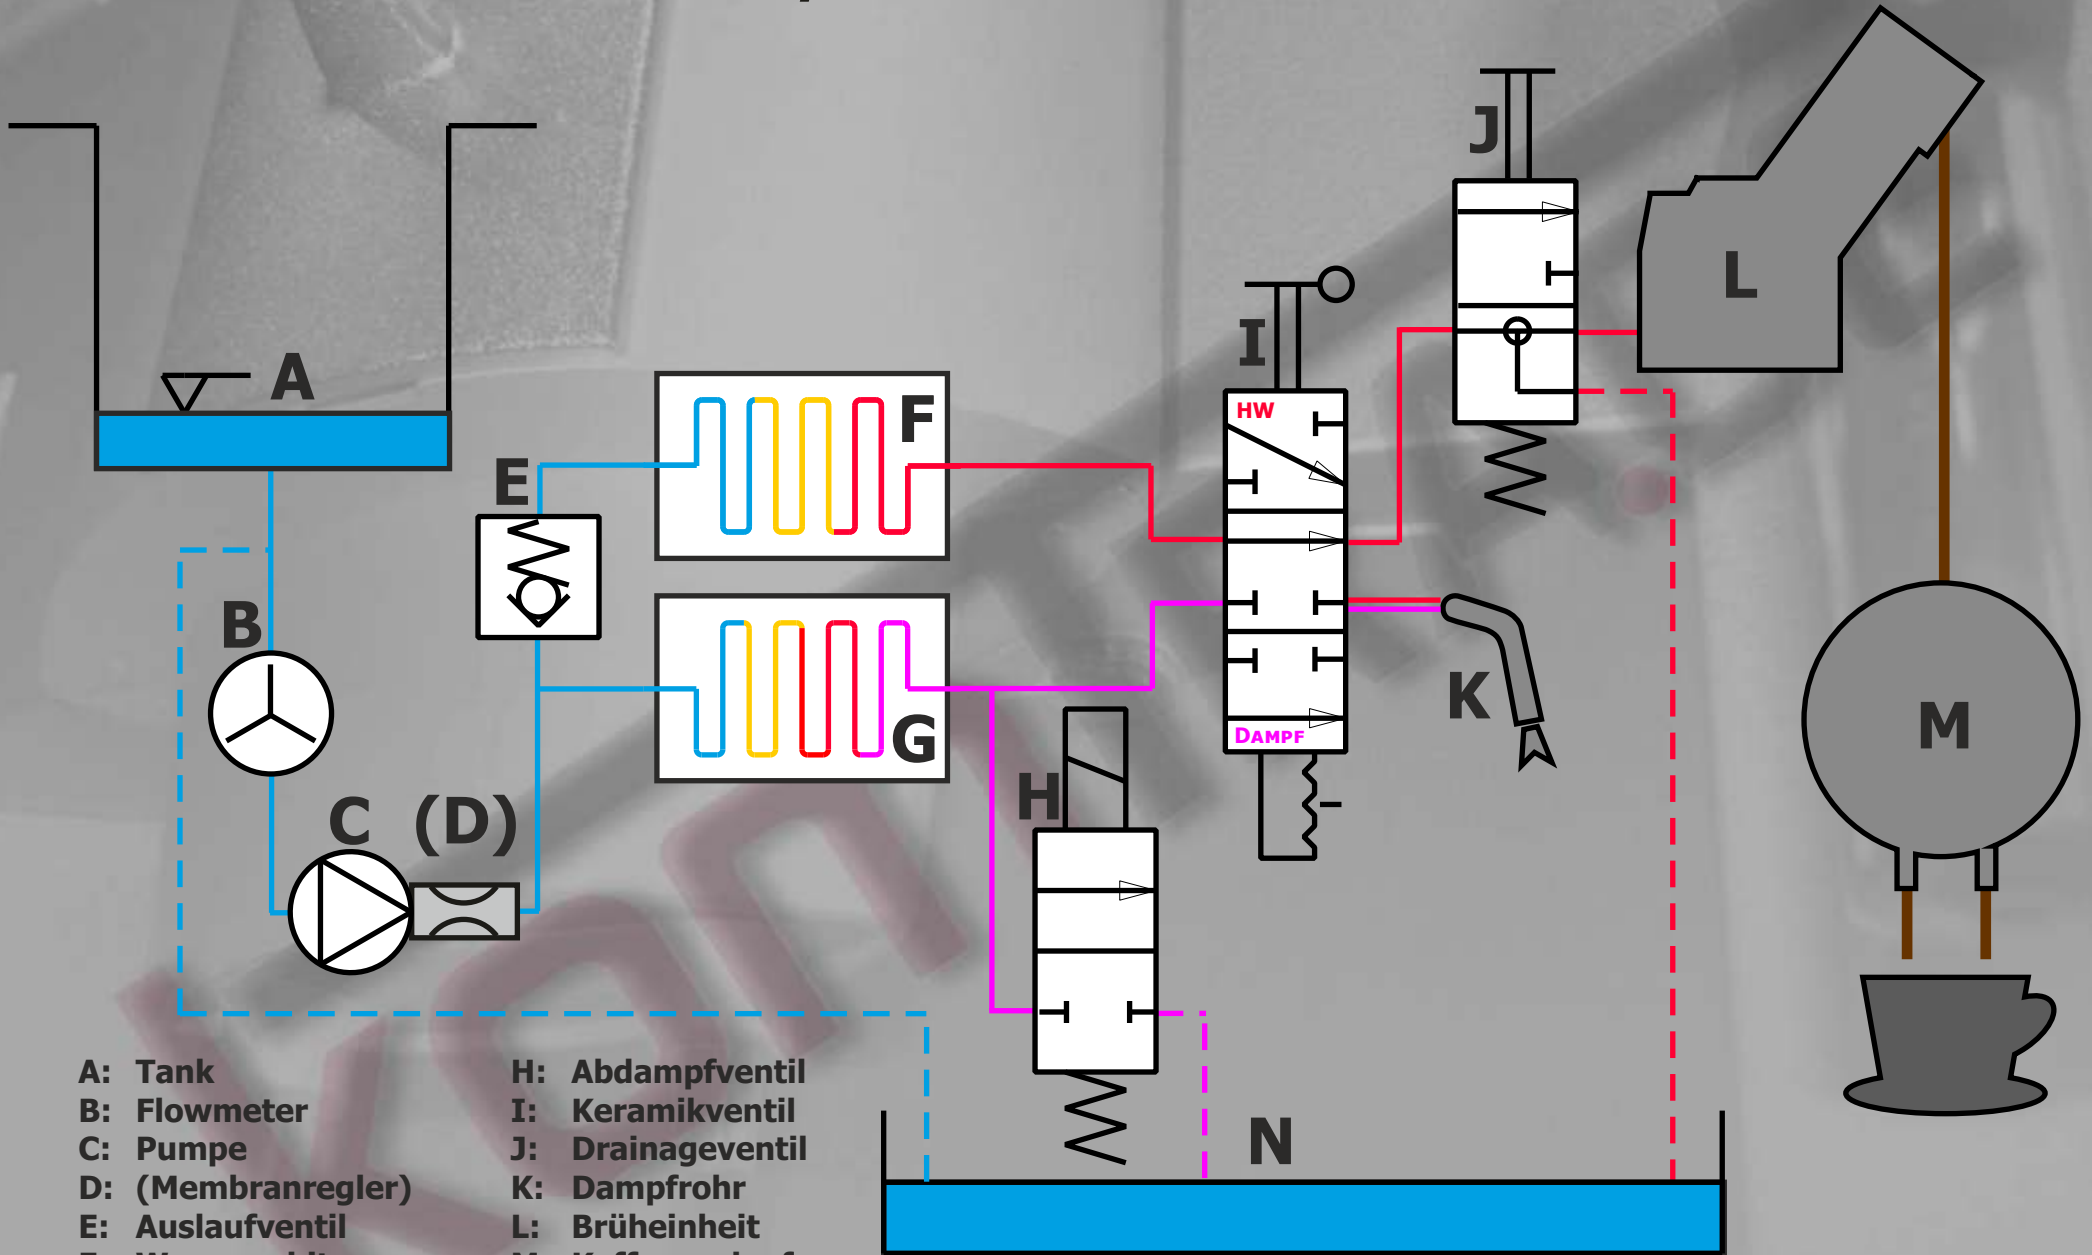 J
A
I
L
HW
F
E
B
K
M
G
DAMPF
H
C (D)
A: Tank
B: Flowmeter
C: Pumpe
D: (Membranregler)
E: Auslaufventil
H: Abdampfventil
I: Keramikventil
J: Drainageventil
K: Dampfrohr
L: Brüheinheit
N